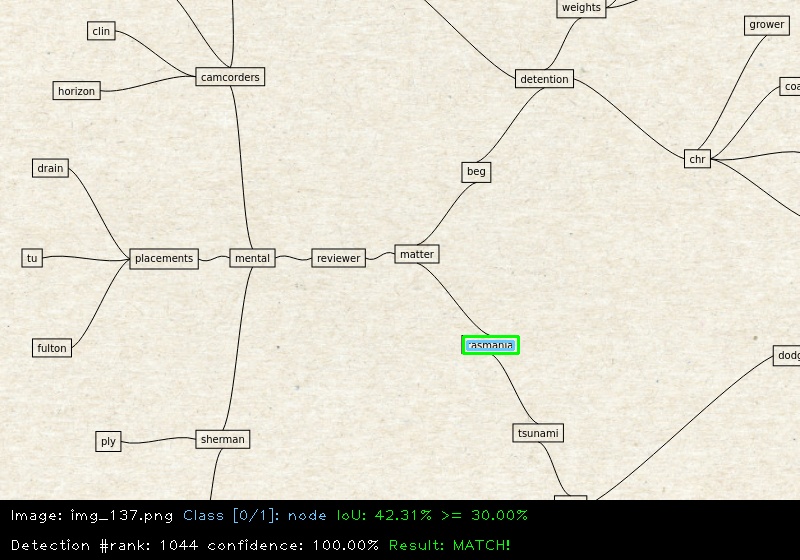 weights
grower
clin
camcorders
detention
horizon
coa
chr
drain
beg
tu
placements
mental
reviewer
matter
fulton
tasmania
dodg
ply
sherman
tsunami
Image: img_137.png Class [0/1]: node IoU: 42.31% >= 30.00%
Detection #rank: 1044 confidence: 100.00% Result: MATCH!